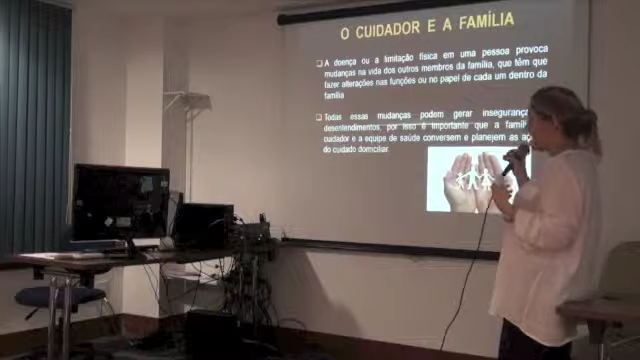 O CUIDADOR E A FAMÍLIA
A doença ou a limitação física em uma pessoa provoca
mudanças na vida dos outros membros da família, que têm que
fazer alterações nas funções ou no papel de cada um dentro da
família
Todas essas mudanças podem gerar insegurança
desentendimentos, por isso é importante que a famíl
cuidador e a equipe de saúde conversem e planejem as aç
do cuidado domiciliar.